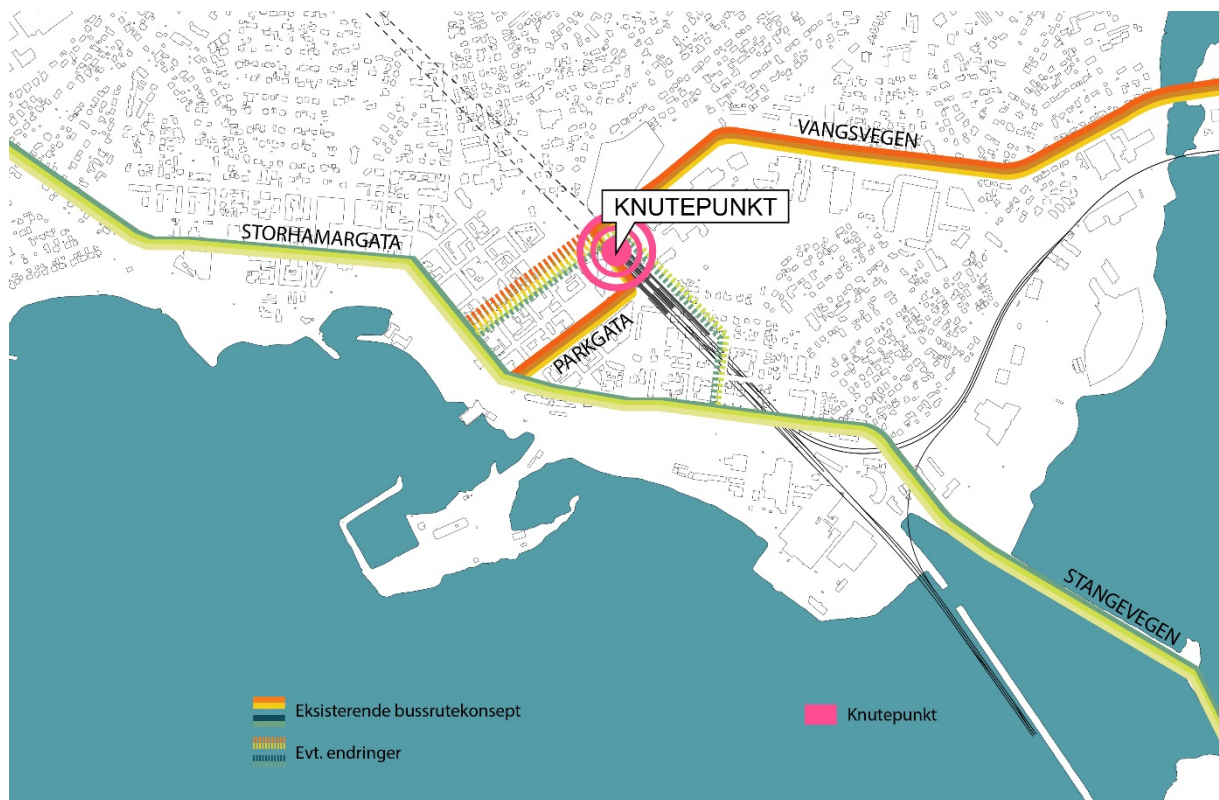 VANGSVEGEN
KNUTEPUNKT
STORHAMARGATA
PARKGATA
STANGEVEGEN
Eksisterende bussrutekonsept
Knutepunkt
Evt. endringer